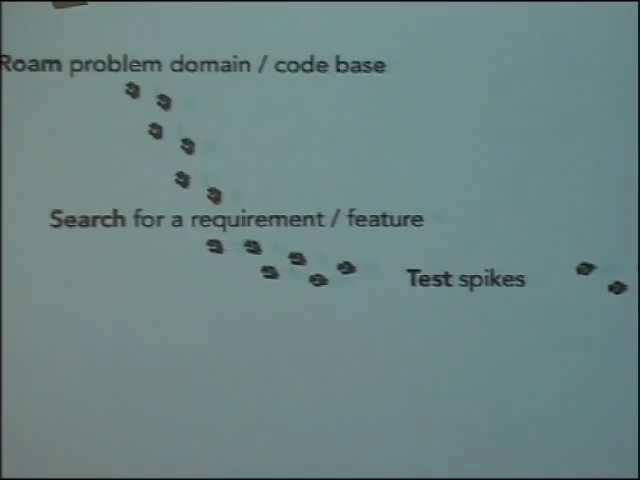 Roam problem domain / code base
Search for a requirement / feature
Test spikes